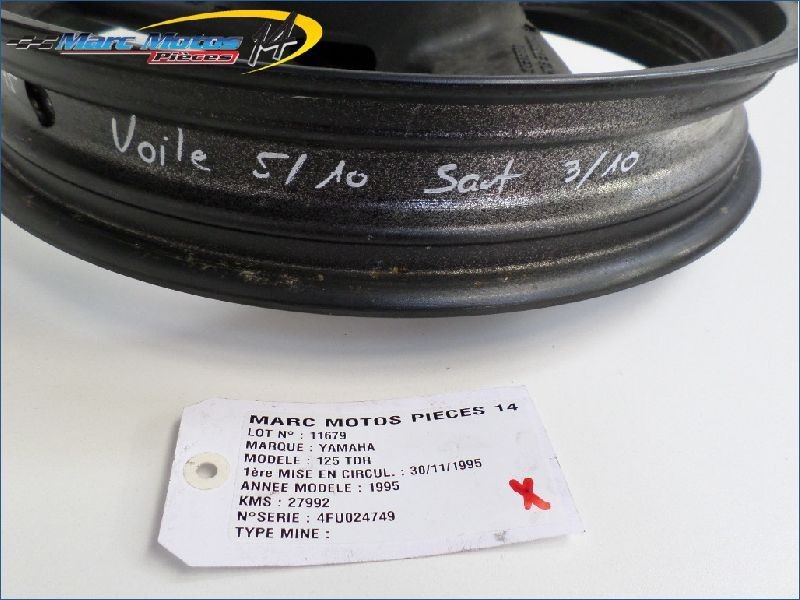 Marc Motos 14
Pièces
Voile 5/10 Saut 3/10
MARC MOTOS PIECES 14
LOT N° : 11679
MARQUE : YAMAHA
MODELE : 125 TDR
1ère MISE EN CIRCUL. : 30/11/1995
ANNEE MODELE : 1995
KMS : 27992
N°SERIE : 4FU024749
TYPE MINE :
X